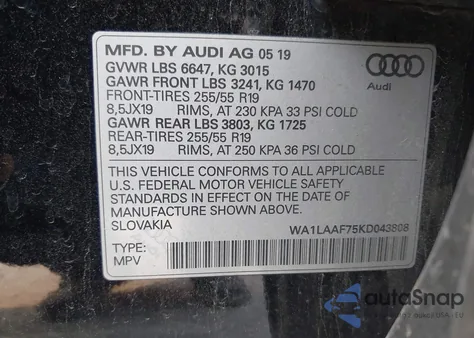 MFD. BY AUDI AG 05 19
GVWR LBS 6647, KG 3015
GAWR FRONT LBS 3241, KG 1470
FRONT-TIRES 255/55 R19
8,5JX19 RIMS, AT 230 KPA 33 PSI COLD
GAWR REAR LBS 3803, KG 1725
REAR-TIRES 255/55 R19
8,5JX19 RIMS, AT 250 KPA 36 PSI COLD
Audi
THIS VEHICLE CONFORMS TO ALL APPLICABLE
U.S. FEDERAL MOTOR VEHICLE SAFETY
STANDARDS IN EFFECT ON THE DATE OF
MANUFACTURE SHOWN ABOVE.
SLOVAKIA
WA1LAAF75KD043808
TYPE:
MPV
autoSnap